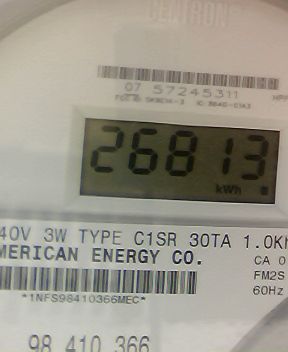 CENTRON
07 57245311
26813
kWh
40V 3W TYPE C1SR 30TA 1.0Kh
MERICAN ENERGY CO.
CA 0
FM2S
60Hz
*1NFS98410366MEC*
98 410 366